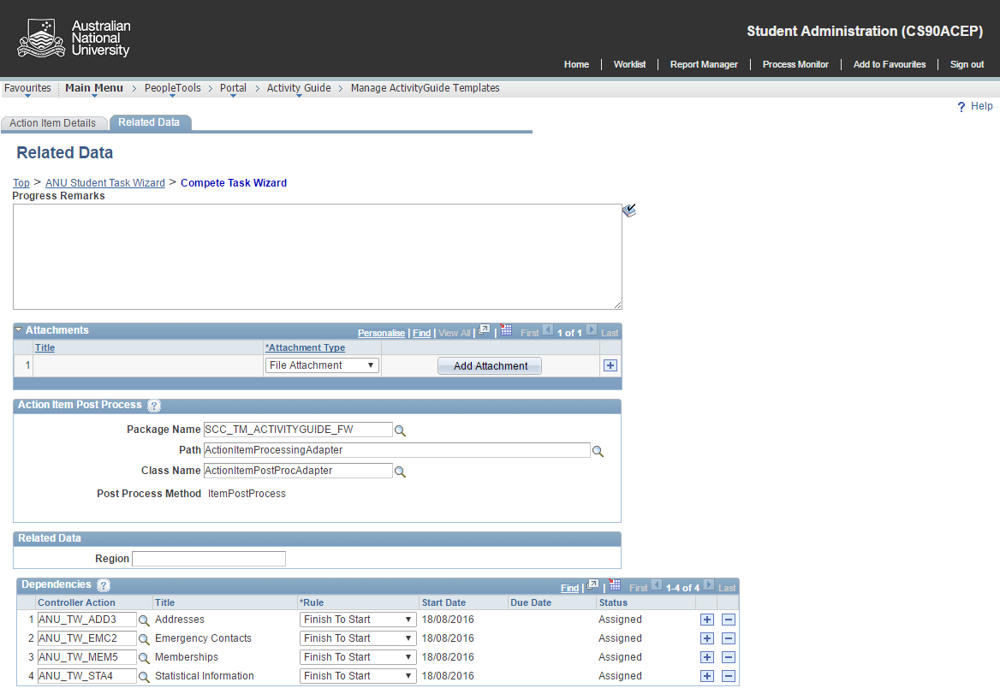 Australian
National
University
Student Administration (CS90ACEP)
Home Worklist Report Manager Process Monitor Add to Favourites Sign out
Favourites Main Menu > PeopleTools > Portal > Activity Guide > Manage ActivityGuide Templates
? Help
Action Item Details Related Data
Related Data
Top > ANU Student Task Wizard > Compete Task Wizard
Progress Remarks
Attachments Personalise | Find | View All | | First 1 of 1 Last
Title *Attachment Type
1 File Attachment Add Attachment
Action Item Post Process ?
Package Name SCC_TM_ACTIVITYGUIDE_FW
Path ActionItemProcessingAdapter
Class Name ActionItemPostProcAdapter
Post Process Method ItemPostProcess
Related Data
Region
Dependencies ? Find | | First 1-4 of 4 Last
Controller Action Title *Rule Start Date Due Date Status
1 ANU_TW_ADD3 Addresses Finish To Start 18/08/2016 Assigned
2 ANU_TW_EMC2 Emergency Contacts Finish To Start 18/08/2016 Assigned
3 ANU_TW_MEM5 Memberships Finish To Start 18/08/2016 Assigned
4 ANU_TW_STA4 Statistical Information Finish To Start 18/08/2016 Assigned